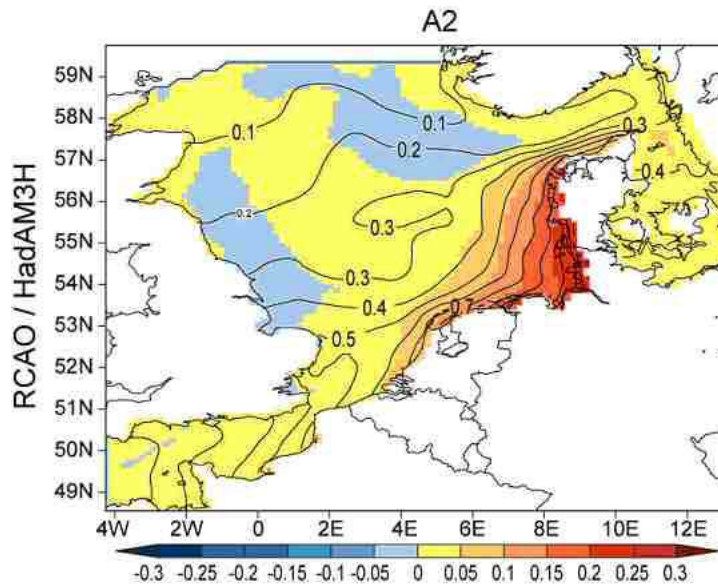 A2
RCAO / HadAM3H
59N
58N
57N
56N
55N
54N
53N
52N
51N
50N
49N
0.1
0.1
0.2
0.3
0.4
0.2
0.3
0.3
0.4
0.5
0.7
4W 2W 0 2E 4E 6E 8E 10E 12E
-0.3 -0.25 -0.2 -0.15 -0.1 -0.05 0 0.05 0.1 0.15 0.2 0.25 0.3